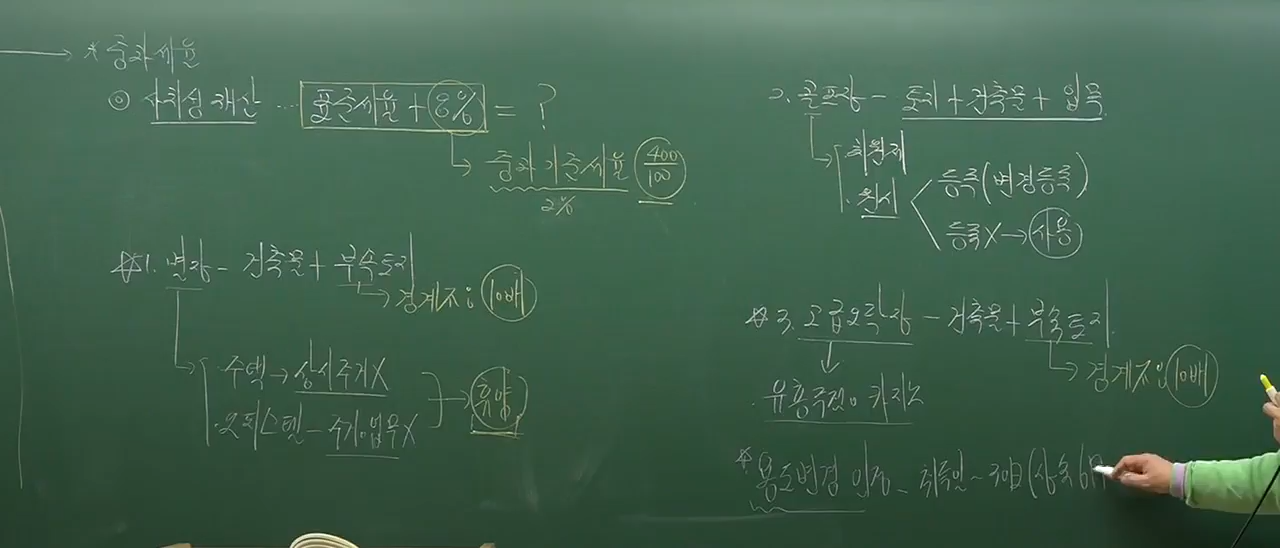 * 중과세율
◎ 사치성 재산 … 표준세율 + 8% = ?
→ 중과기준세율 400/100
2%
☆ 1. 별장 - 건축물 + 부속토지
→ 경계X : 10배
주택 → 상시주거X
오피스텔 - 주거, 업무X
→ 휴양
2. 골프장 - 토지 + 건축물 + 입목
회원제
신·증설
등록 (변경등록)
등록X → 사용
☆ 3. 고급오락장 - 건축물 + 부속토지
→ 경계X : 10배
유흥주점, 카지노
* 용도변경 인정 - 취득일~ 30日 (상속 6月